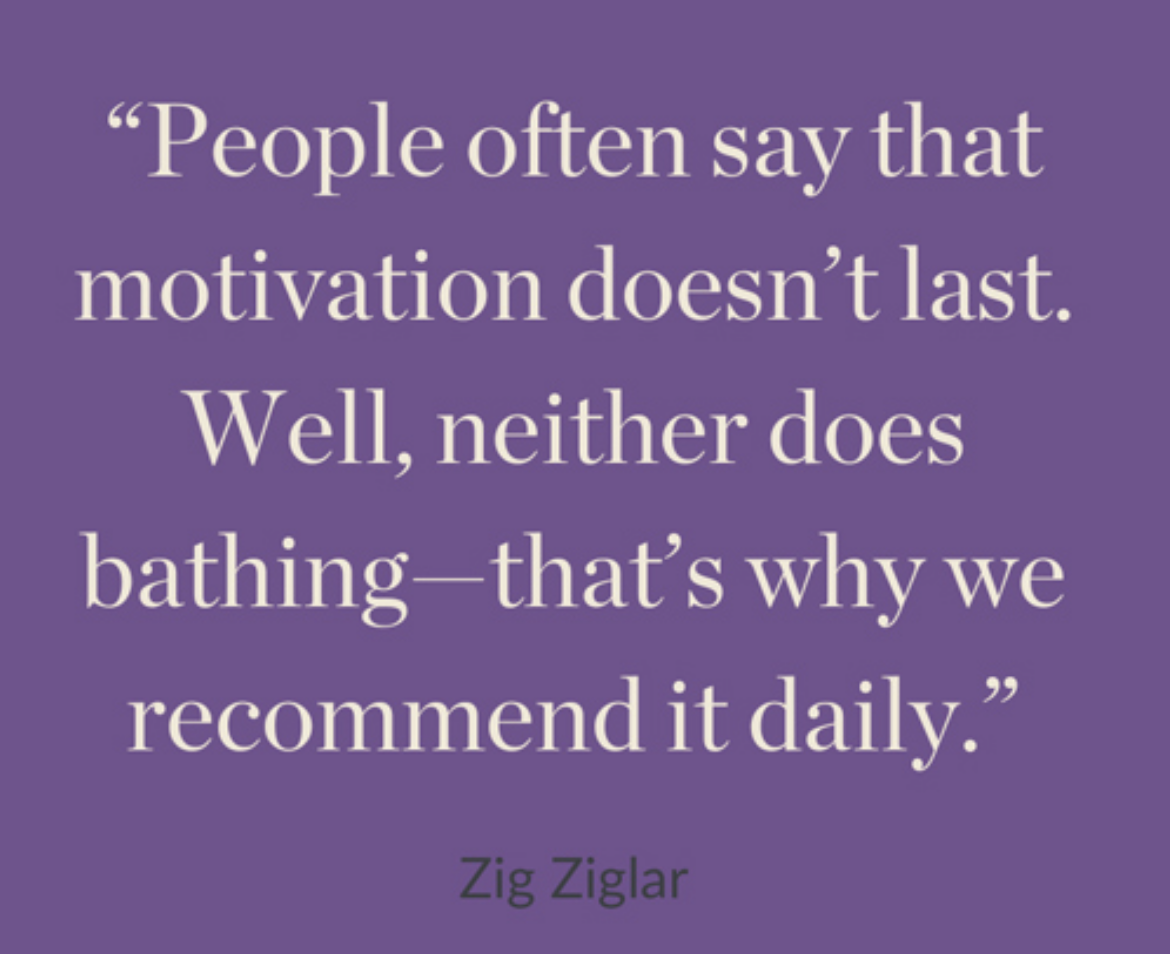 “People often say that
motivation doesn’t last.
Well, neither does
bathing—that’s why we
recommend it daily.”
Zig Ziglar